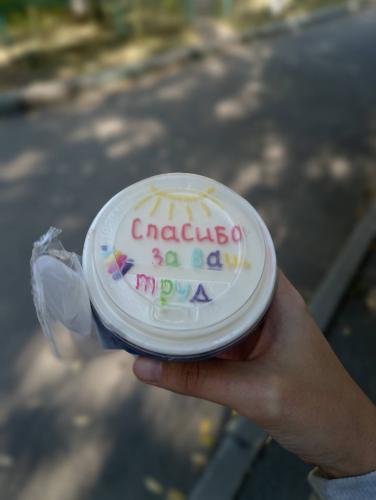 Спасибо
за ваш
труд